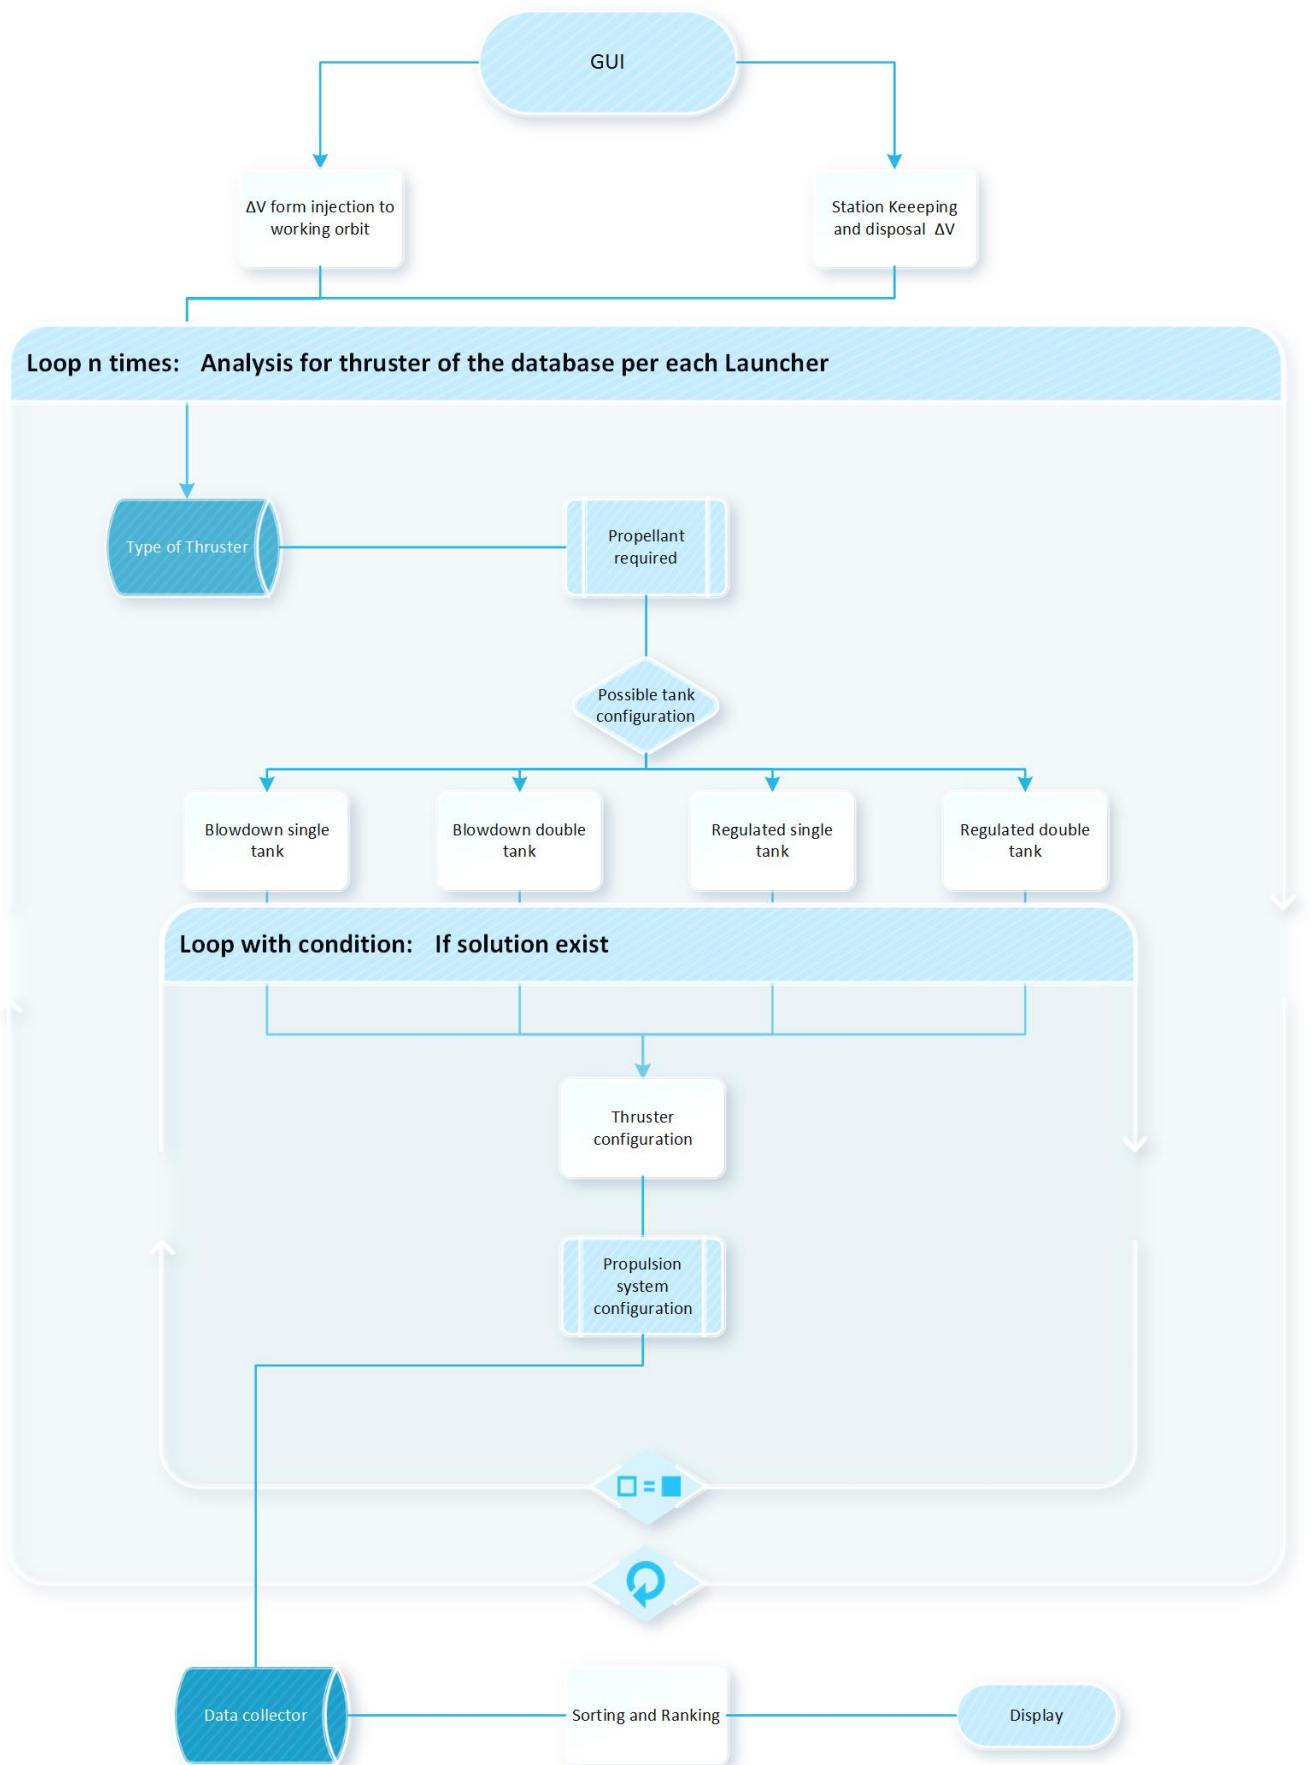 GUI
ΔV form injection to
working orbit
Station Keeeping
and disposal ΔV
Loop n times: Analysis for thruster of the database per each Launcher
Type of Thruster
Propellant
required
Possible tank
configuration
Blowdown single
tank
Blowdown double
tank
Regulated single
tank
Regulated double
tank
Loop with condition: If solution exist
Thruster
configuration
Propulsion
system
configuration
Data collector
Sorting and Ranking
Display